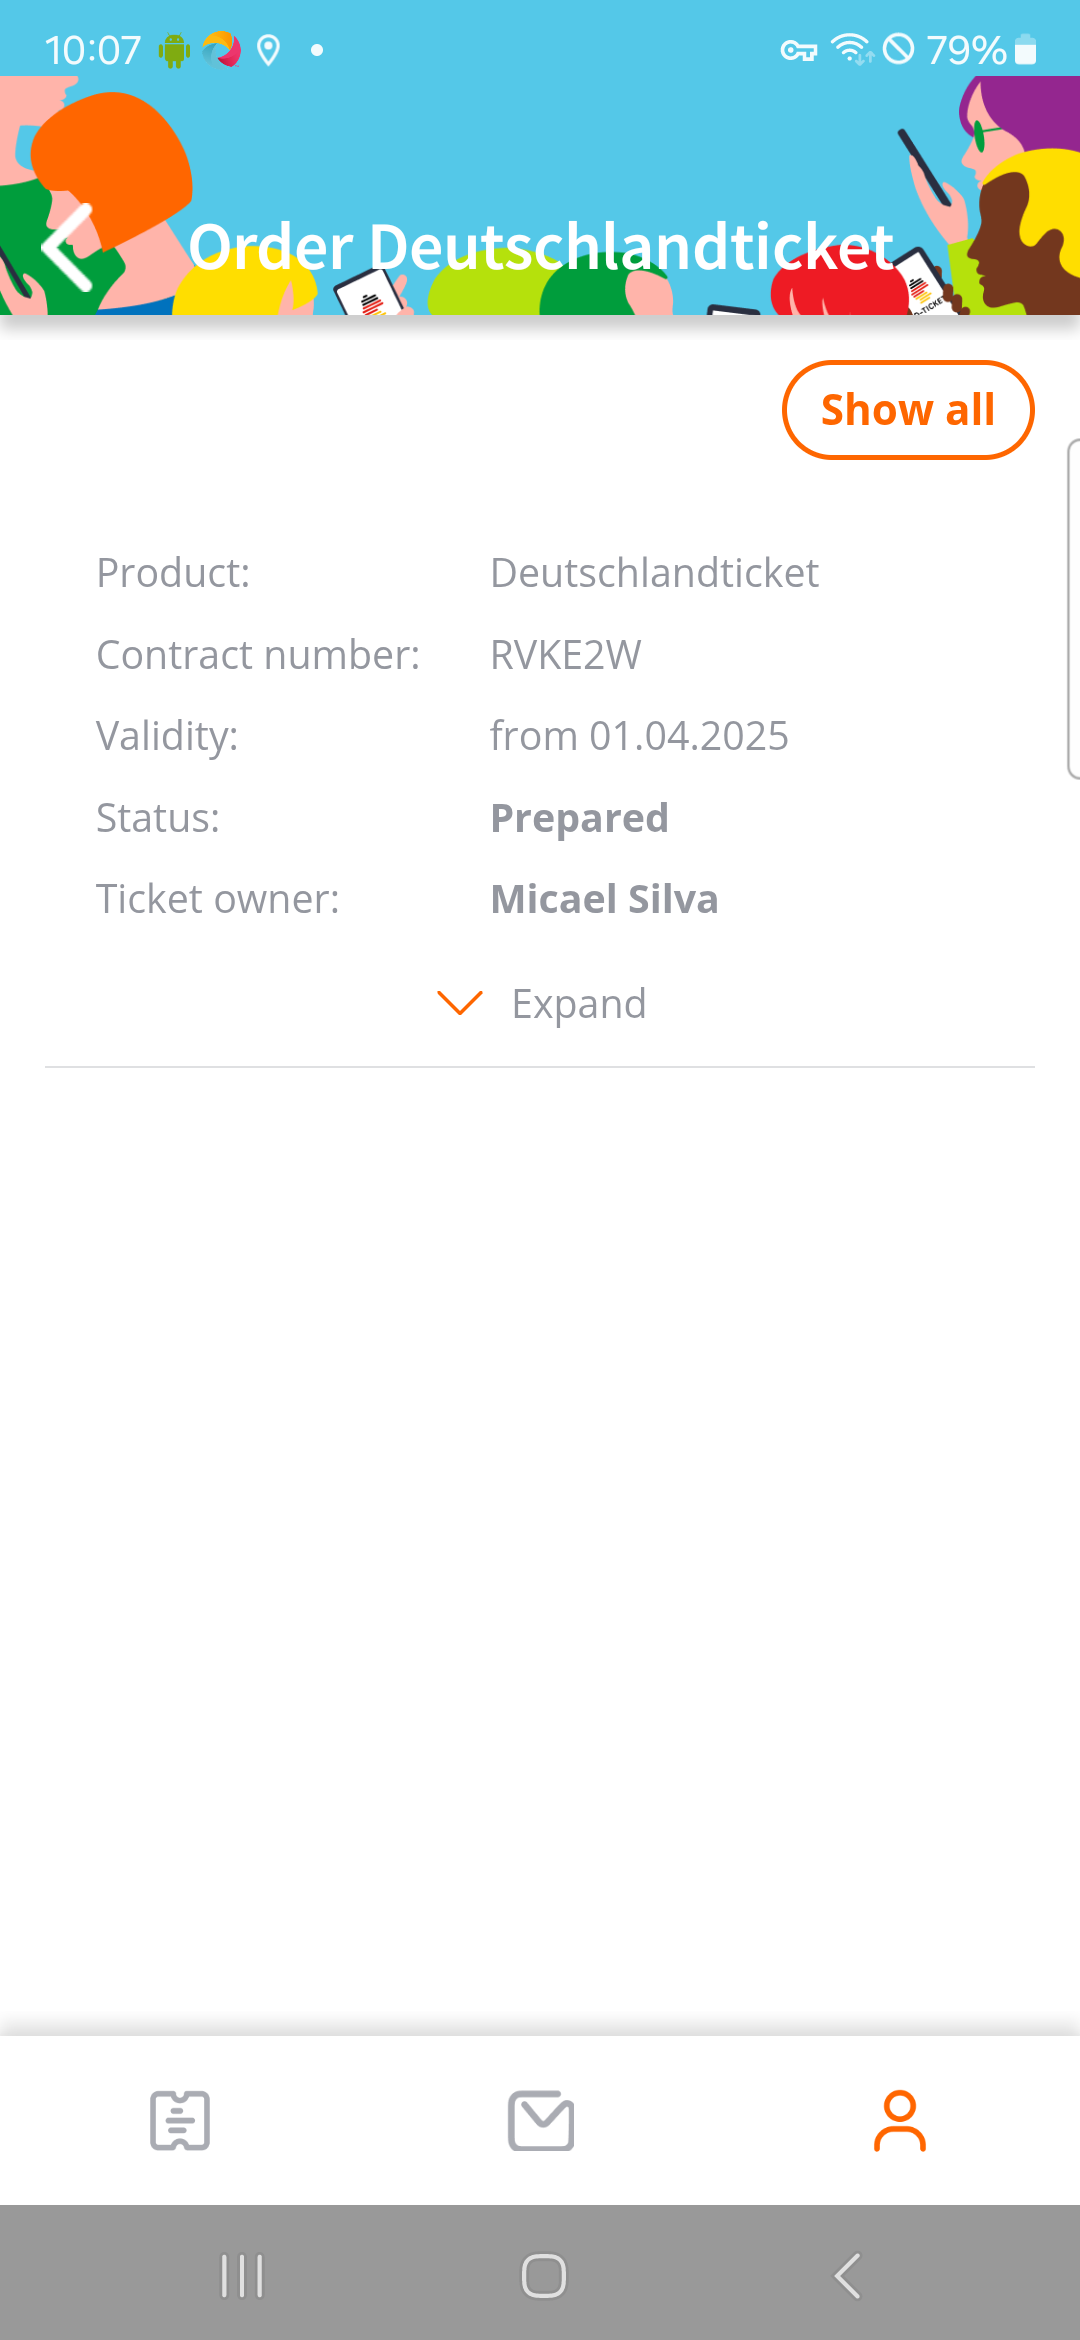 10:07
79%
Order Deutschlandticket
D-TICKET
Show all
Product: Deutschlandticket
Contract number: RVKE2W
Validity: from 01.04.2025
Status: Prepared
Ticket owner: Micael Silva
Expand